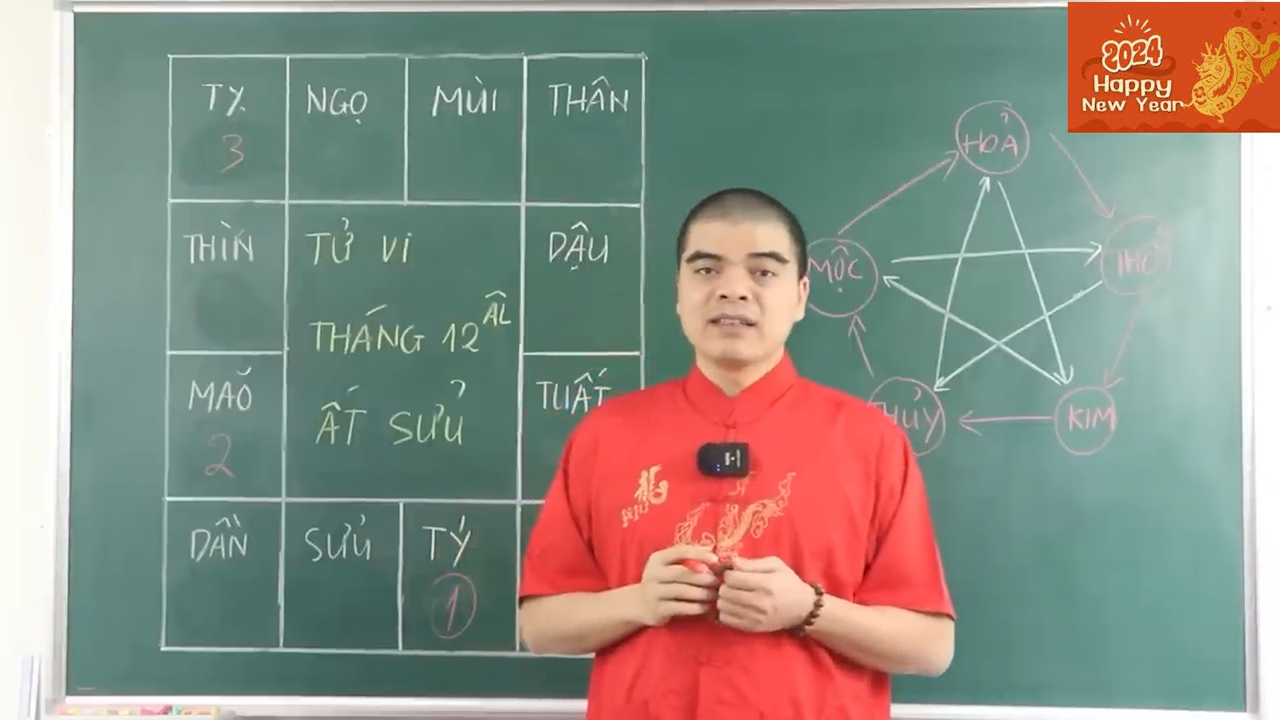 TỴ
3
NGỌ
MÙI
THÂN
THÌN
DẬU
TỬ Vi
THÁNG 12 ÂL
ẤT SỬU
MAÕ
2
TUẤT
DẦN
SỬU
TÝ
1
HỎA
THỔ
KIM
THỦY
MỘC
2024
Happy
New Year